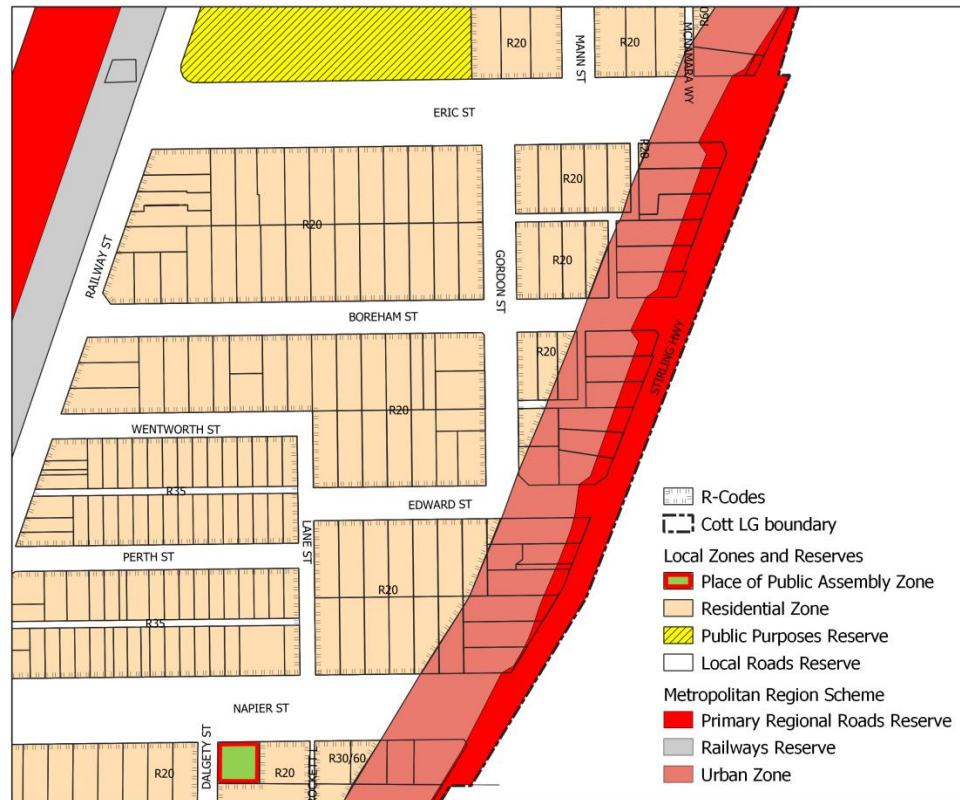 R60
R20
R20
MANN ST
MCNAMARA WY
ERIC ST
R20
R20
R20
RAILWAY ST
GORDON ST
R20
BOREHAM ST
STIRLING HWY
R20
R20
WENTWORTH ST
R35
EDWARD ST
LANE ST
PERTH ST
R20
R35
NAPIER ST
DALGETY ST
R20
R20
R30/60
R-Codes
Cott LG boundary
Local Zones and Reserves
Place of Public Assembly Zone
Residential Zone
Public Purposes Reserve
Local Roads Reserve
Metropolitan Region Scheme
Primary Regional Roads Reserve
Railways Reserve
Urban Zone